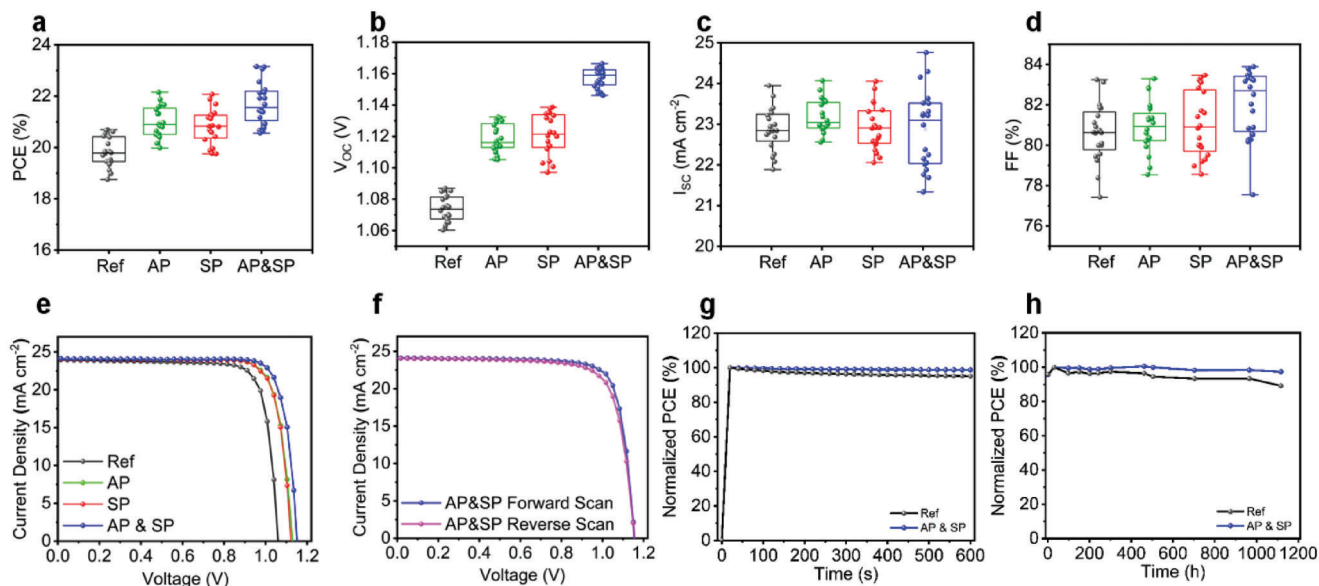 a
PCE (%)
24
22
20
18
16
Ref AP SP AP&SP
b
V_OC (V)
1.18
1.16
1.14
1.12
1.10
1.08
1.06
Ref AP SP AP&SP
c
I_SC (mA cm⁻²)
25
24
23
22
21
20
Ref AP SP AP&SP
d
FF (%)
84
82
80
78
76
Ref AP SP AP&SP
e
Current Density (mA cm⁻²)
25
20
15
10
5
0
Ref
AP
SP
AP & SP
0.0 0.2 0.4 0.6 0.8 1.0 1.2
Voltage (V)
f
Current Density (mA cm⁻²)
25
20
15
10
5
0
AP&SP Forward Scan
AP&SP Reverse Scan
0.0 0.2 0.4 0.6 0.8 1.0 1.2
Voltage (V)
g
Normalized PCE (%)
120
100
80
60
40
20
0
Ref
AP & SP
0 100 200 300 400 500 600
Time (s)
h
Normalized PCE (%)
120
100
80
60
40
20
0
Ref
AP & SP
0 200 400 600 800 1000 1200
Time (h)